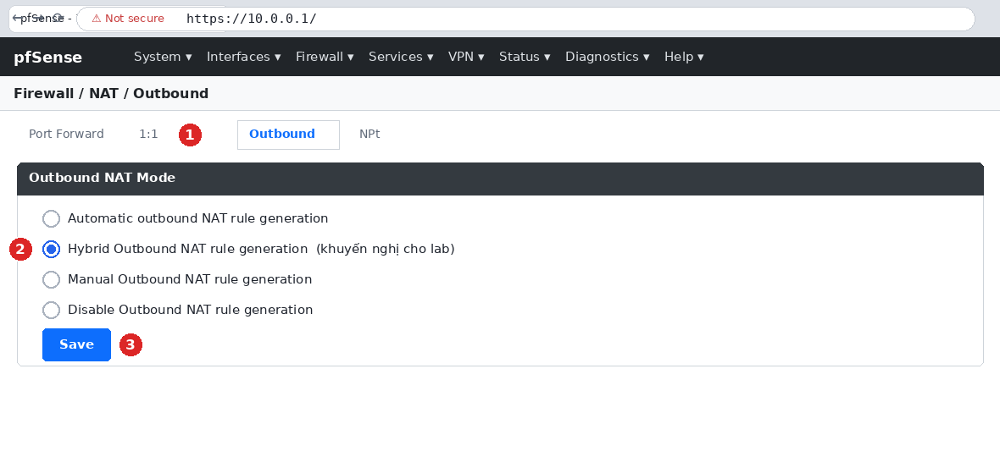 pfSense -
⚠ Not secure https://10.0.0.1/
pfSense System ▾ Interfaces ▾ Firewall ▾ Services ▾ VPN ▾ Status ▾ Diagnostics ▾ Help ▾
Firewall / NAT / Outbound
Port Forward 1:1 1 Outbound NPt
Outbound NAT Mode
Automatic outbound NAT rule generation
2 Hybrid Outbound NAT rule generation (khuyến nghị cho lab)
Manual Outbound NAT rule generation
Disable Outbound NAT rule generation
Save 3